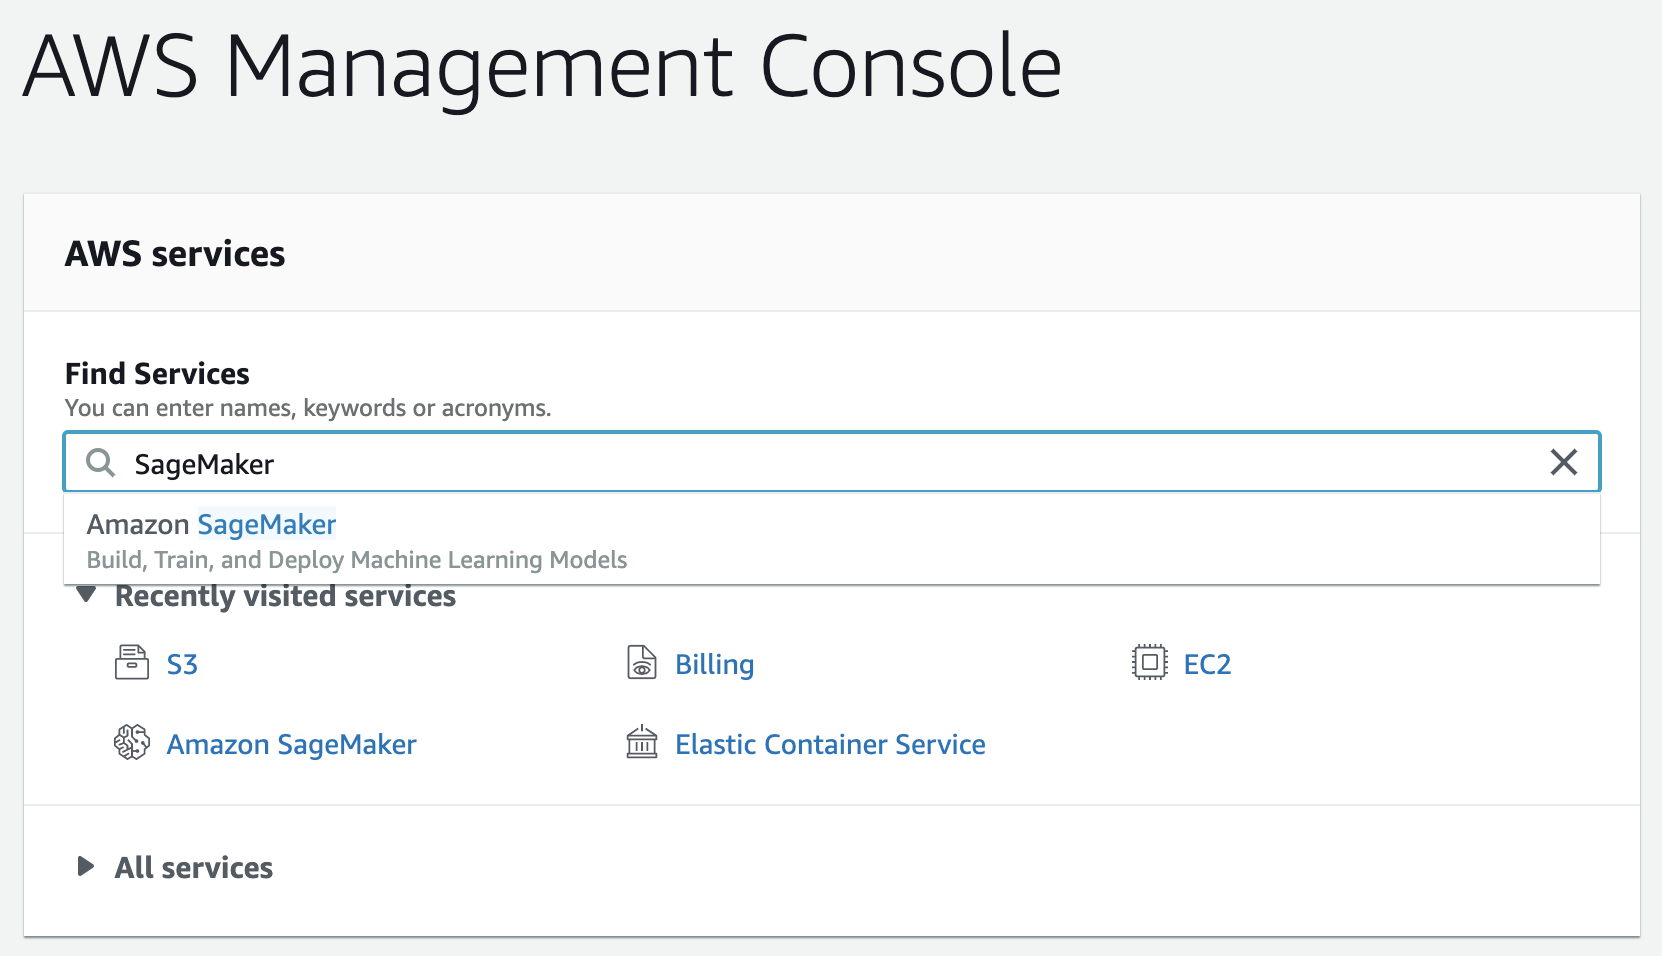 AWS Management Console
AWS services
Find Services
You can enter names, keywords or acronyms.
SageMaker
Amazon SageMaker
Build, Train, and Deploy Machine Learning Models
Recently visited services
S3
Billing
EC2
Amazon SageMaker
Elastic Container Service
All services